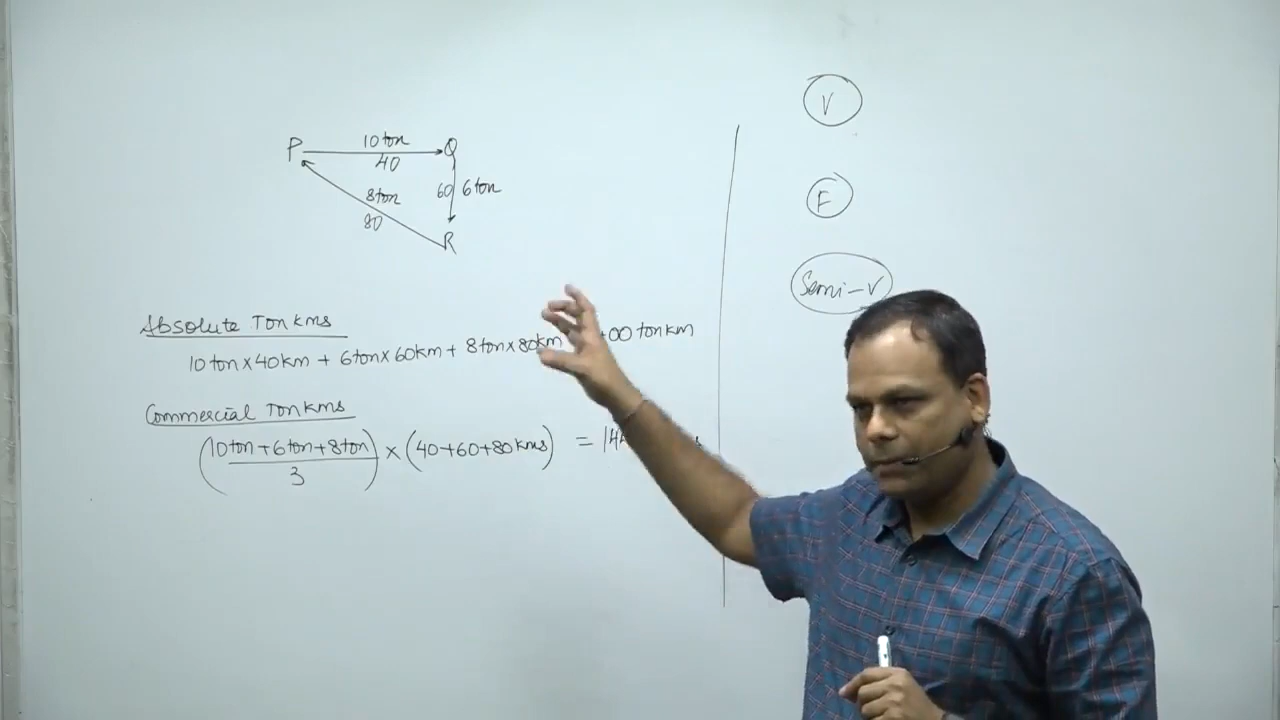 P 10 ton Q
40
8 ton 60 6 ton
80
R
Absolute Ton kms
10 ton x 40 km + 6 ton x 60 km + 8 ton x 80 km 00 ton km
Commercial Ton kms
(10 ton + 6 ton + 8 ton) x (40 + 60 + 80 kms) = 14
3
V
F
Semi-V